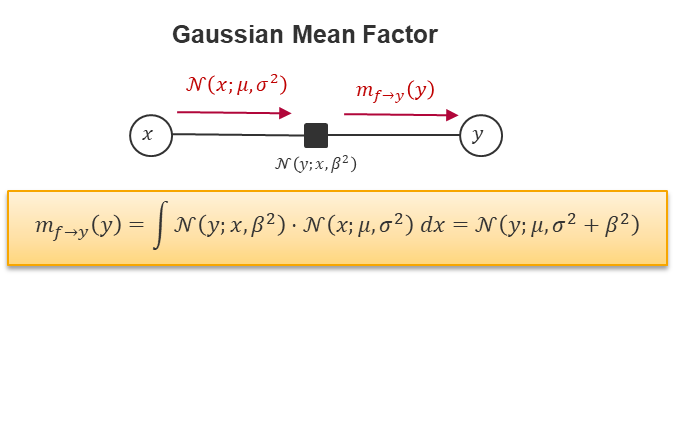 Gaussian Mean Factor
𝒩(x; μ, σ²)
m_{f→y}(y)
x
y
𝒩(y; x, β²)
m_{f→y}(y) = ∫ 𝒩(y; x, β²) · 𝒩(x; μ, σ²) dx = 𝒩(y; μ, σ² + β²)